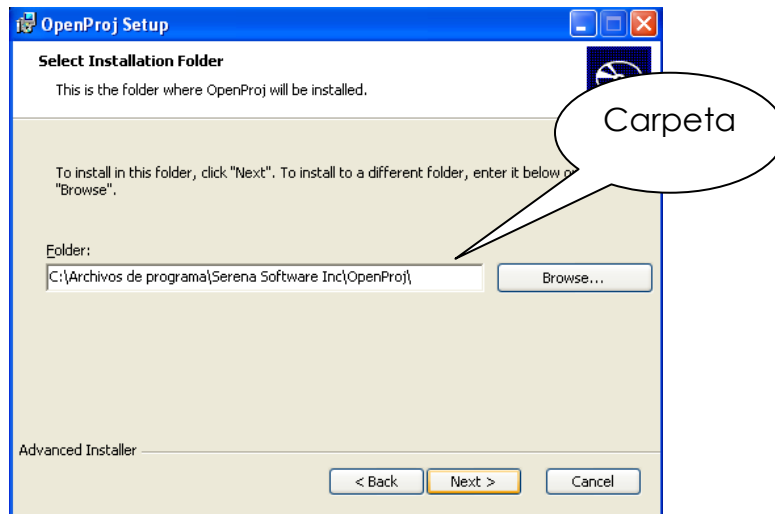 OpenProj Setup
Select Installation Folder
This is the folder where OpenProj will be installed.
Carpeta
To install in this folder, click "Next". To install to a different folder, enter it below
"Browse".
Folder:
C:\Archivos de programa\Serena Software Inc\OpenProj\
Browse...
Advanced Installer
< Back
Next >
Cancel